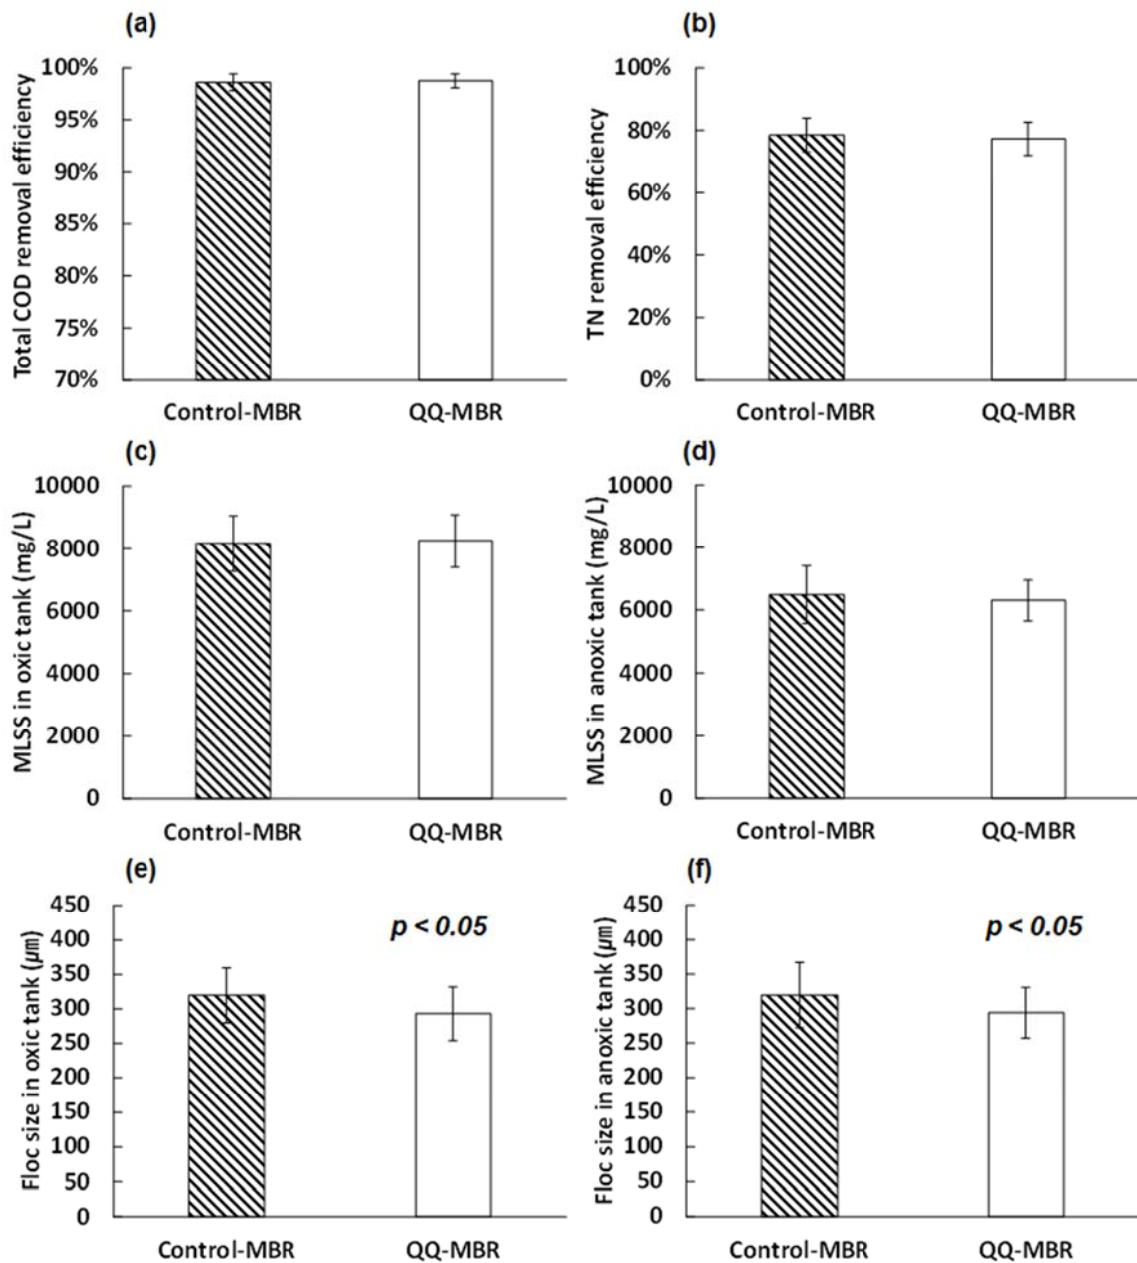 (a)
Total COD removal efficiency
100%
95%
90%
85%
80%
75%
70%
Control-MBR QQ-MBR
(b)
TN removal efficiency
100%
80%
60%
40%
20%
0%
Control-MBR QQ-MBR
(c)
MLSS in oxic tank (mg/L)
10000
8000
6000
4000
2000
0
Control-MBR QQ-MBR
(d)
MLSS in anoxic tank (mg/L)
10000
8000
6000
4000
2000
0
Control-MBR QQ-MBR
(e)
Floc size in oxic tank (㎛)
450
400
350
300
250
200
150
100
50
0
p < 0.05
Control-MBR QQ-MBR
(f)
Floc size in anoxic tank (㎛)
450
400
350
300
250
200
150
100
50
0
p < 0.05
Control-MBR QQ-MBR